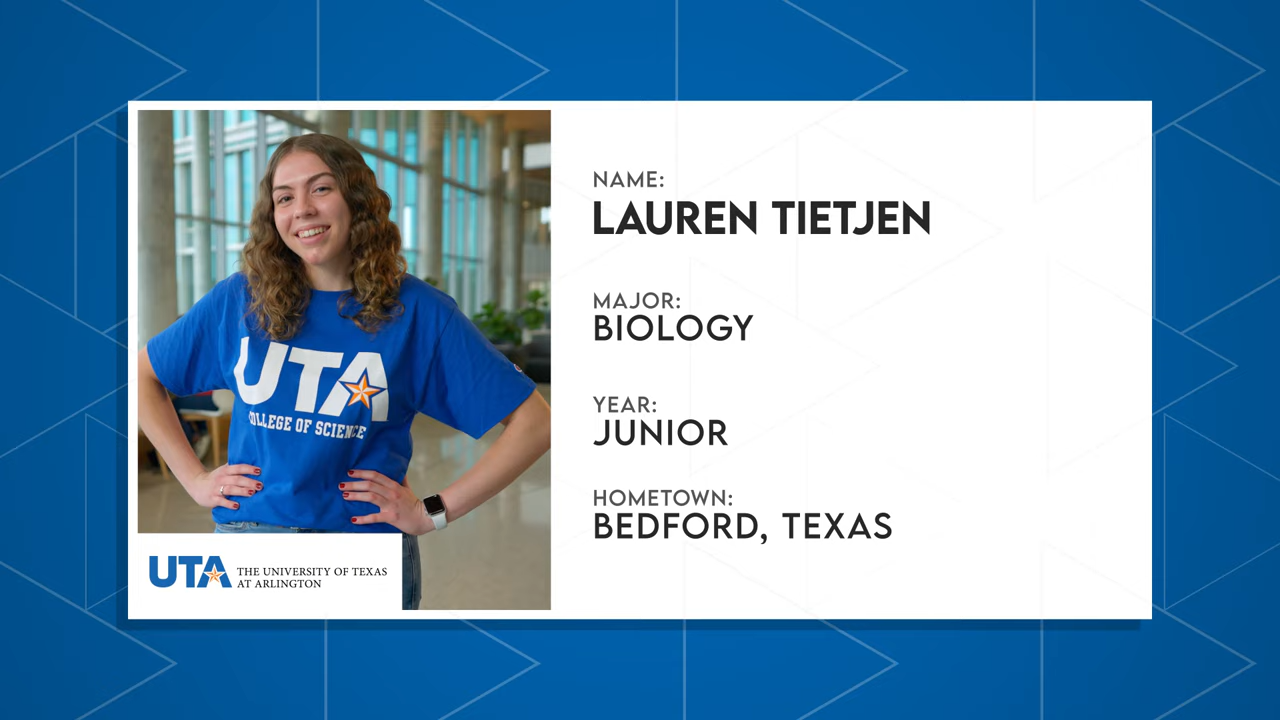 NAME:
LAUREN TIETJEN
MAJOR:
BIOLOGY
YEAR:
JUNIOR
HOMETOWN:
BEDFORD, TEXAS
UTA
COLLEGE OF SCIENCE
UTA
THE UNIVERSITY OF TEXAS
AT ARLINGTON